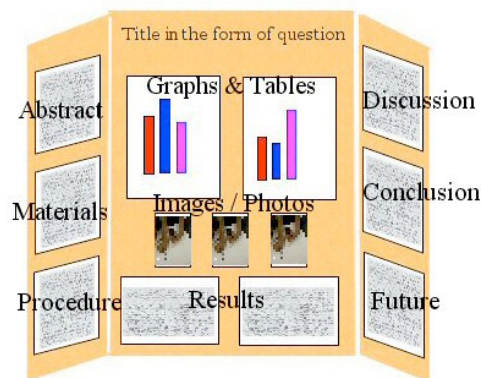 Title in the form of question
Abstract
Materials
Procedure
Graphs & Tables
Images / Photos
Results
Discussion
Conclusion
Future